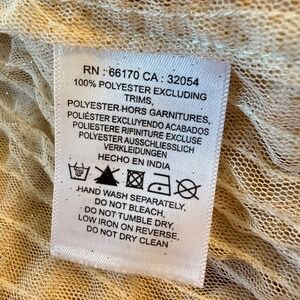 RN : 66170 CA : 32054
100% POLYESTER EXCLUDING
TRIMS,
POLYESTER-HORS GARNITURES,
POLIÉSTER EXCLUYENDO ACABADOS
POLIESTERE RIPINITURE EXCLUSE
POLYESTER AUSSCHLIESSLICH
VERKLEIDUNGEN
HECHO EN INDIA
HAND WASH SEPARATELY,
DO NOT BLEACH,
DO NOT TUMBLE DRY,
LOW IRON ON REVERSE,
DO NOT DRY CLEAN